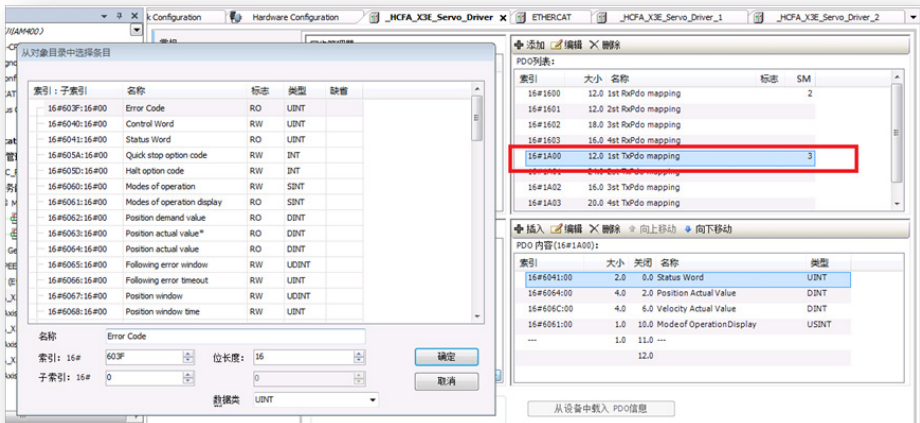 k Configuration
Hardware Configuration
_HCFA_X3E_Servo_Driver
ETHERCAT
_HCFA_X3E_Servo_Driver_1
_HCFA_X3E_Servo_Driver_2
从对象目录中选择条目
索引：子索引 名称 标志 类型 缺省
16#603F:16#00 Error Code RO UINT
16#6040:16#00 Control Word RW UINT
16#6041:16#00 Status Word RO UINT
16#605A:16#00 Quick stop option code RW INT
16#605D:16#00 Halt option code RW INT
16#6060:16#00 Modes of operation RW SINT
16#6061:16#00 Modes of operation display RO SINT
16#6062:16#00 Position demand value RO DINT
16#6063:16#00 Position actual value* RO DINT
16#6064:16#00 Position actual value RO DINT
16#6065:16#00 Following error window RW UDINT
16#6066:16#00 Following error timeout RW UINT
16#6067:16#00 Position window RW UDINT
16#6068:16#00 Position window time RW UINT
名称 Error Code
索引：16# 603F 位长度： 16 确定
子索引：16# 0 0 取消
数据类 UINT
添加 编辑 删除
PDO列表：
索引 大小 名称 标志 SM
16#1600 12.0 1st RxPdo mapping 2
16#1601 12.0 2st RxPdo mapping
16#1602 18.0 3st RxPdo mapping
16#1603 16.0 4st RxPdo mapping
16#1A00 12.0 1st TxPdo mapping 3
16#1A02 16.0 3st TxPdo mapping
16#1A03 20.0 4st TxPdo mapping
插入 编辑 删除 向上移动 向下移动
PDO 内容(16#1A00)：
索引 大小 关闭 名称 类型
16#6041:00 2.0 0.0 Status Word UINT
16#6064:00 4.0 2.0 Position Actual Value DINT
16#606C:00 4.0 6.0 Velocity Actual Value DINT
16#6061:00 1.0 10.0 Mode of Operation Display USINT
--- 1.0 11.0 ---
12.0
从设备中载入 PDO信息